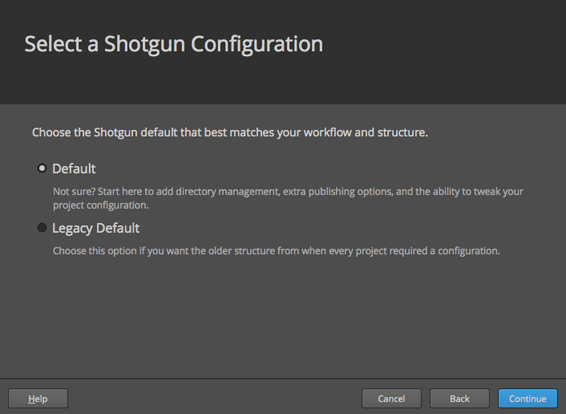 Select a Shotgun Configuration
Choose the Shotgun default that best matches your workflow and structure.
Default
Not sure? Start here to add directory management, extra publishing options, and the ability to tweak your
project configuration.
Legacy Default
Choose this option if you want the older structure from when every project required a configuration.
Help
Cancel
Back
Continue